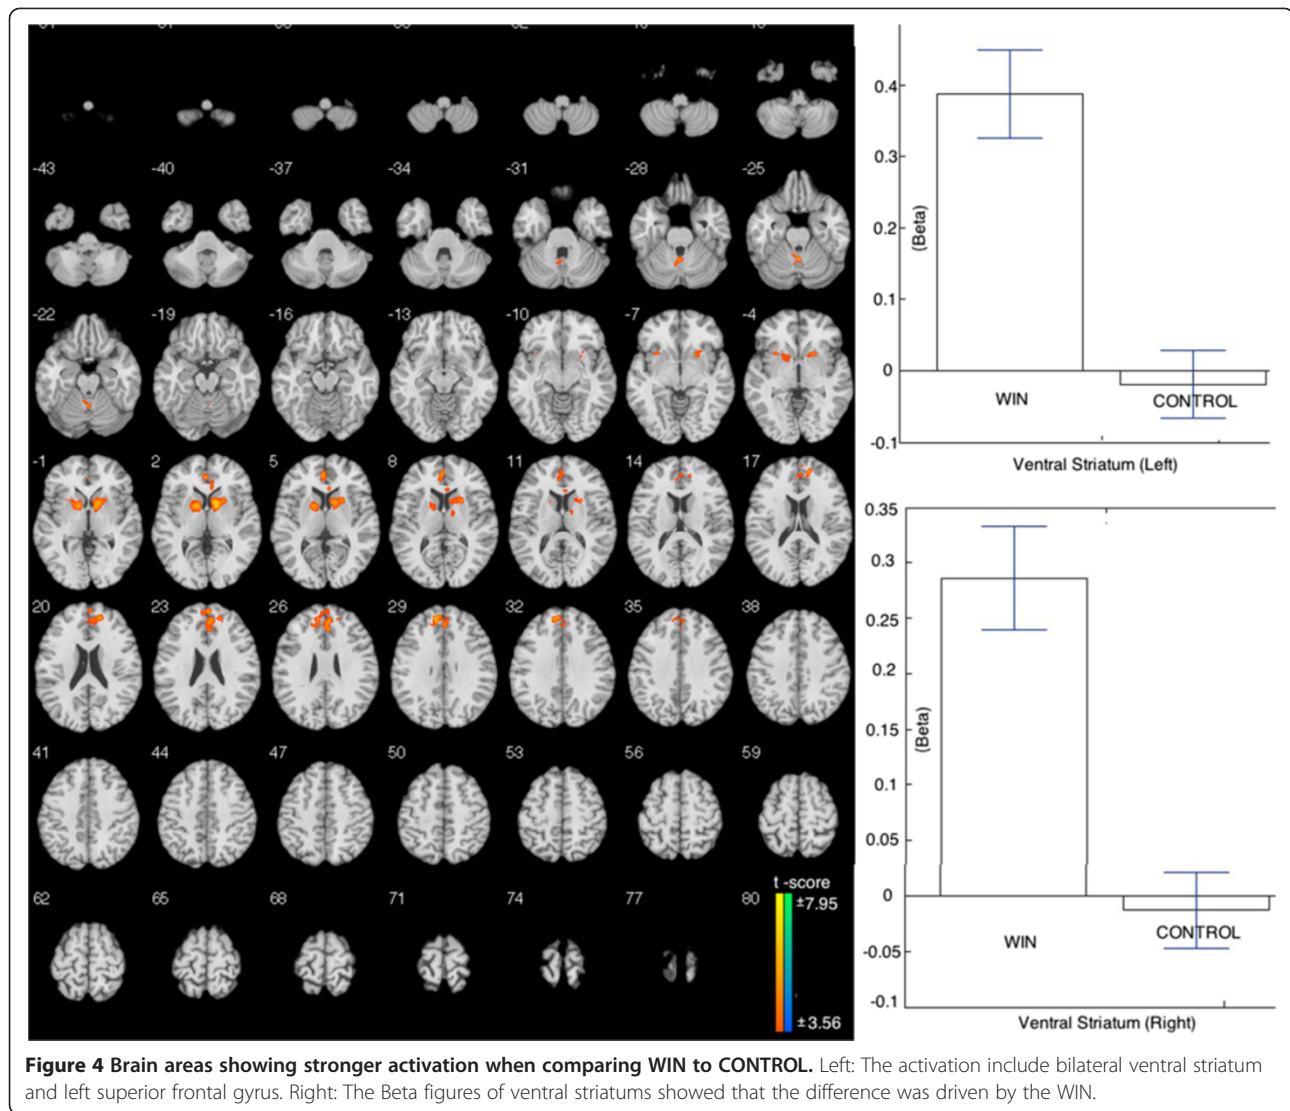 -43 -40 -37 -34 -31 -28 -25
-22 -19 -16 -13 -10 -7 -4
-1 2 5 8 11 14 17
20 23 26 29 32 35 38
41 44 47 50 53 56 59
62 65 68 71 74 77 80
t -score
±7.95
±3.56
0.4
0.3
0.2
0.1
0
-0.1
(Beta)
WIN
CONTROL
Ventral Striatum (Left)
0.35
0.3
0.25
0.2
0.15
0.1
0.05
0
-0.05
-0.1
(Beta)
WIN
CONTROL
Ventral Striatum (Right)
Figure 4 Brain areas showing stronger activation when comparing WIN to CONTROL. Left: The activation include bilateral ventral striatum
and left superior frontal gyrus. Right: The Beta figures of ventral striatums showed that the difference was driven by the WIN.